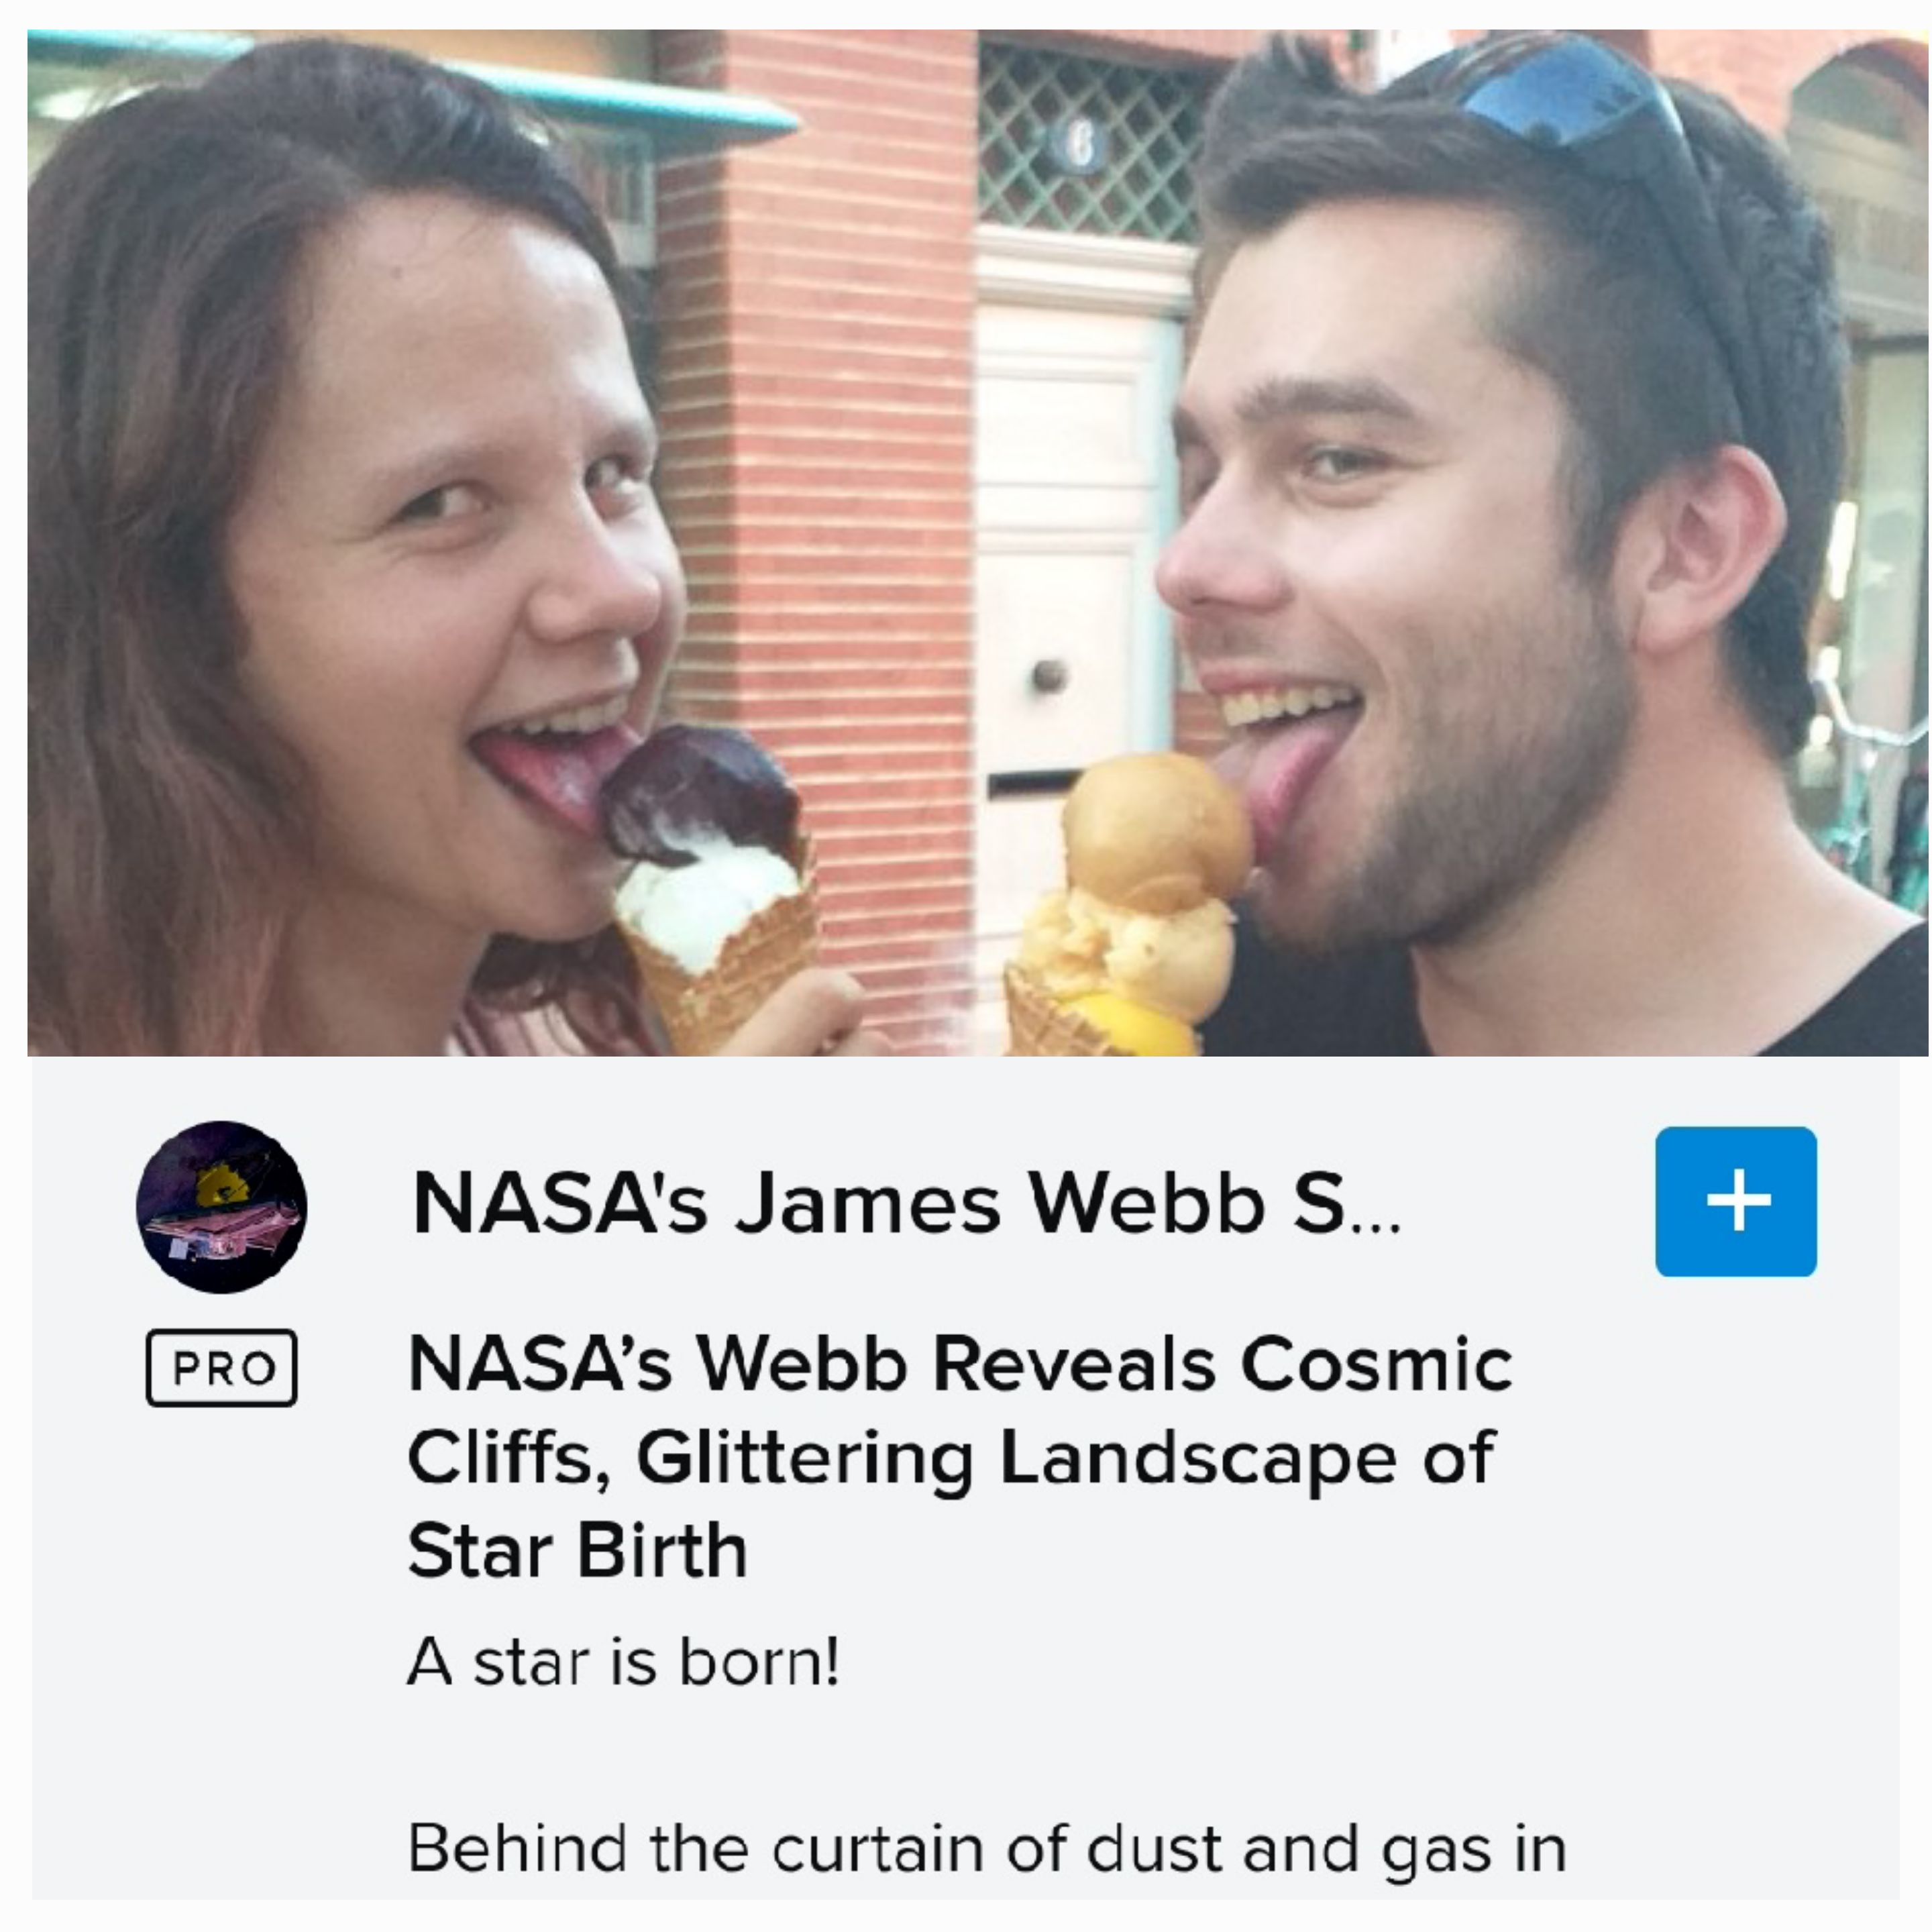 6
NASA's James Webb S...
PRO
NASA’s Webb Reveals Cosmic
Cliffs, Glittering Landscape of
Star Birth
A star is born!
Behind the curtain of dust and gas in